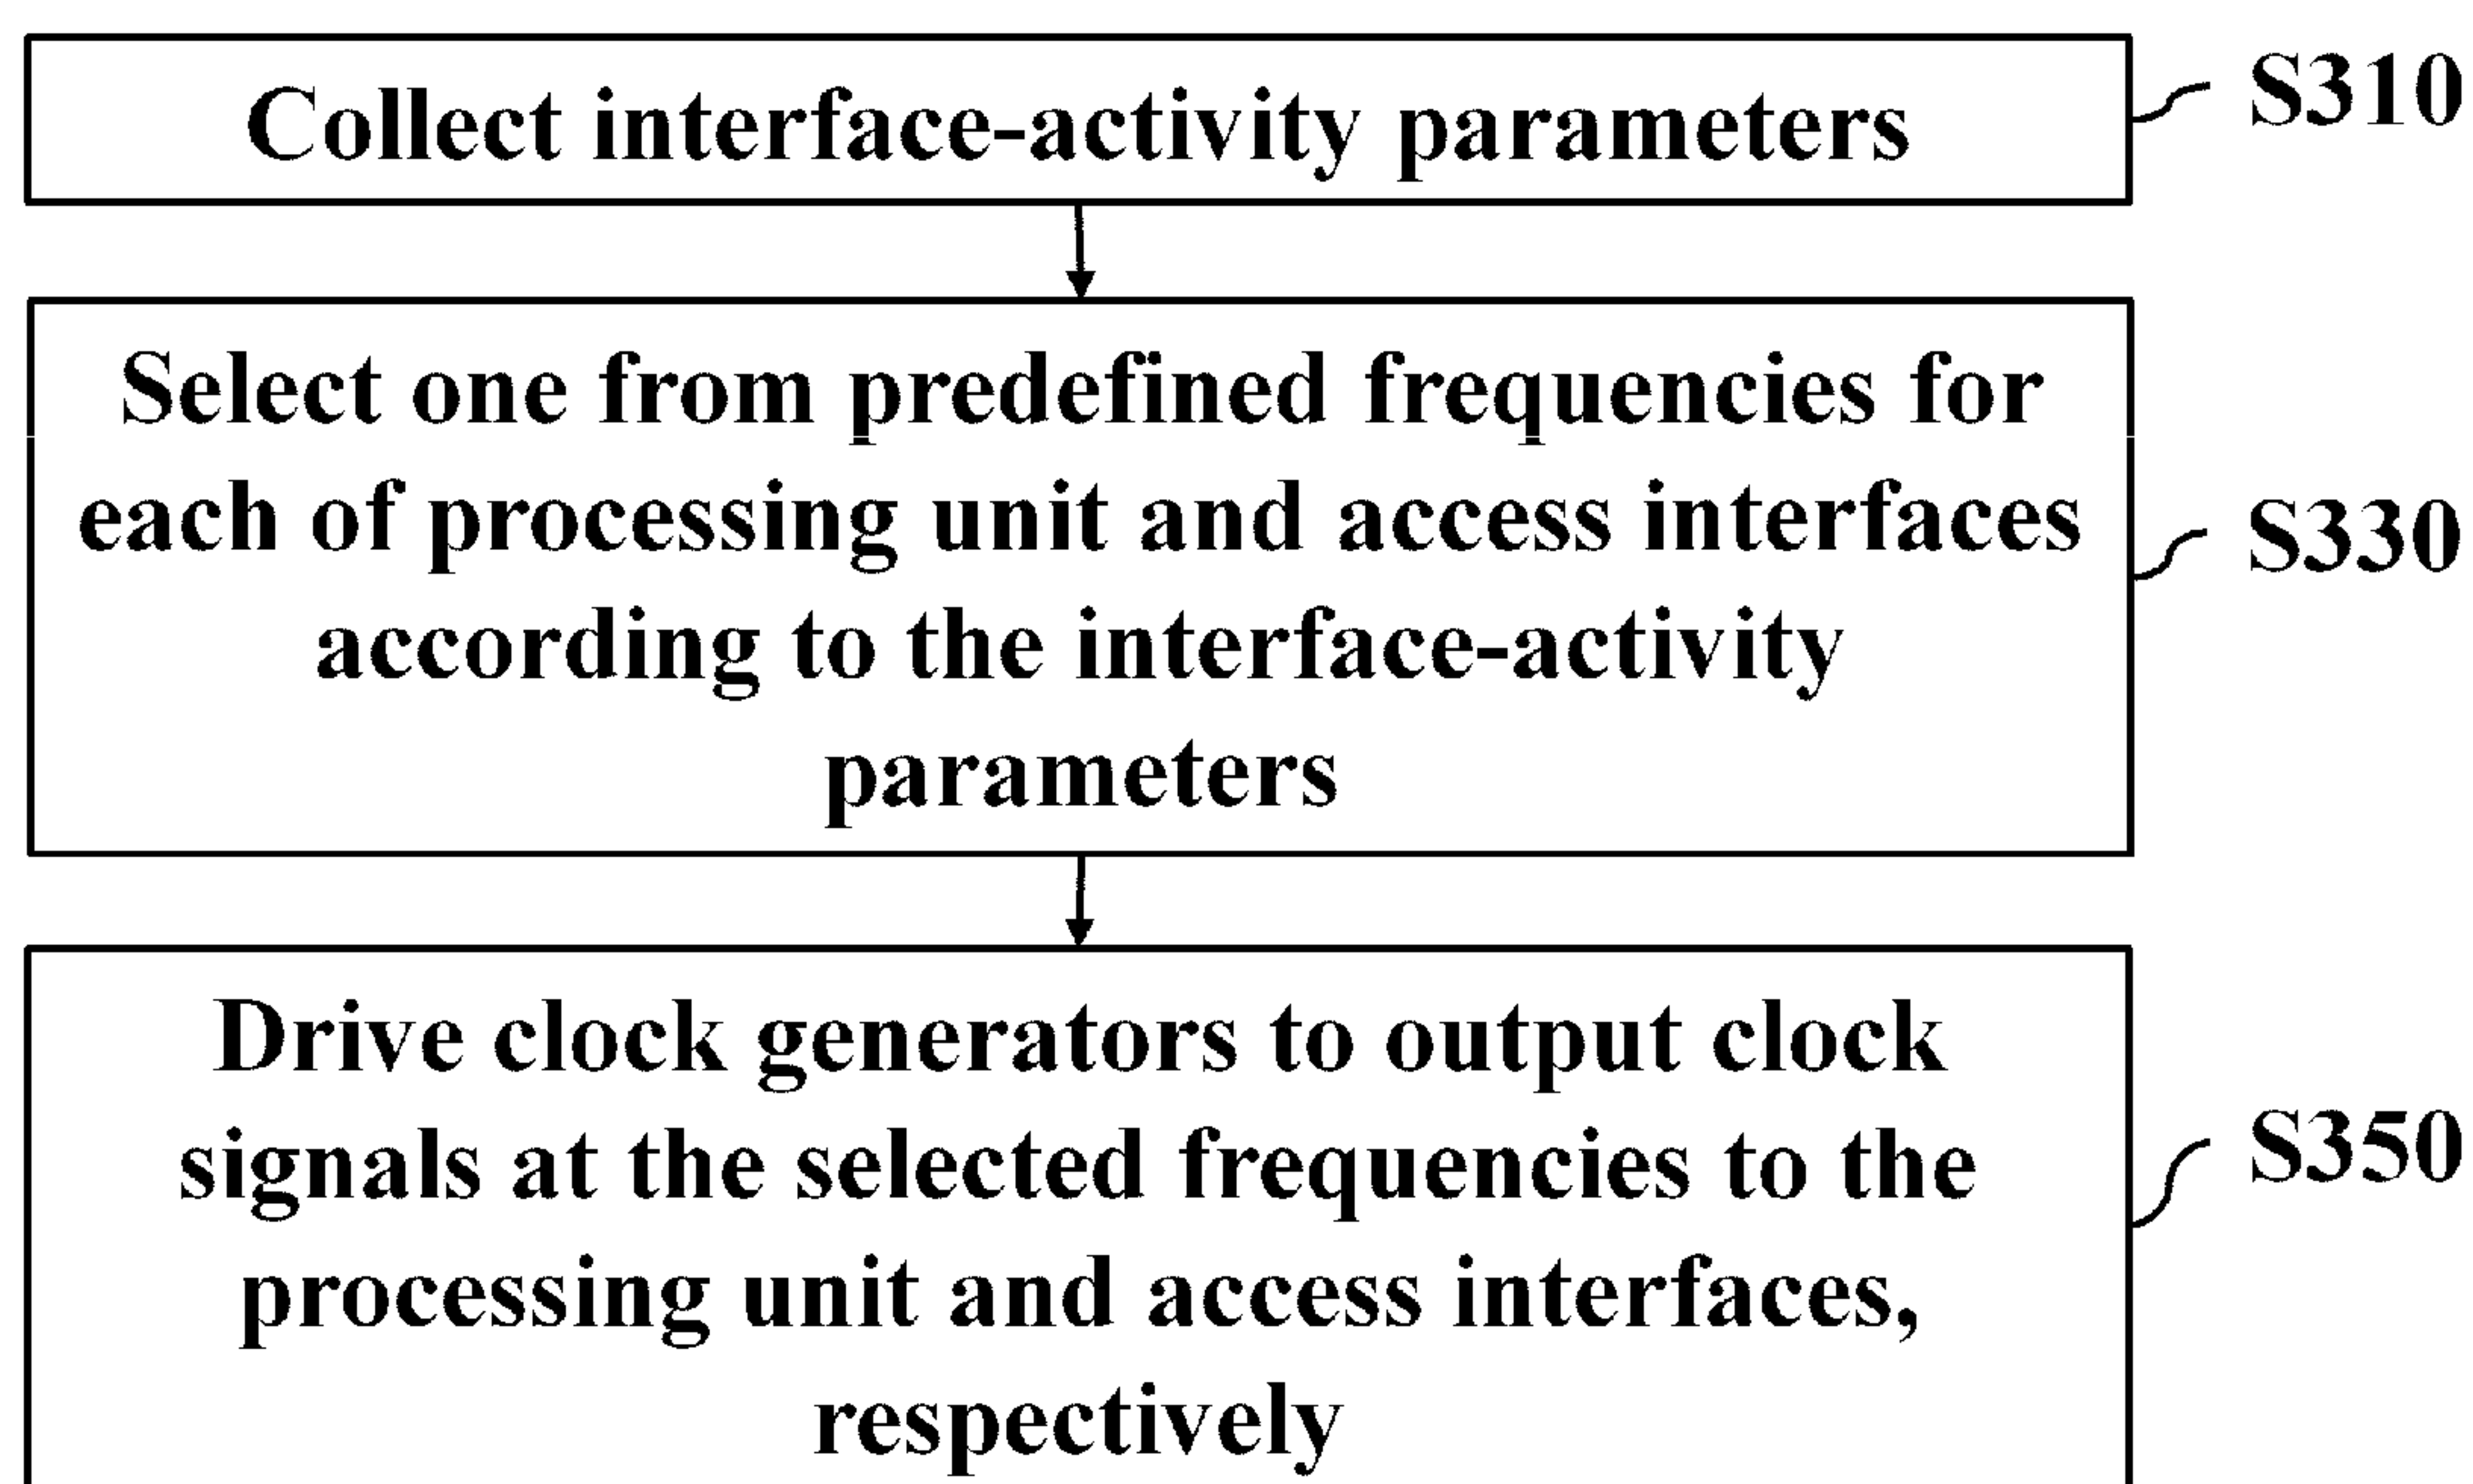 Collect interface-activity parameters
S310
Select one from predefined frequencies for
each of processing unit and access interfaces
according to the interface-activity
parameters
S330
Drive clock generators to output clock
signals at the selected frequencies to the
processing unit and access interfaces,
respectively
S350